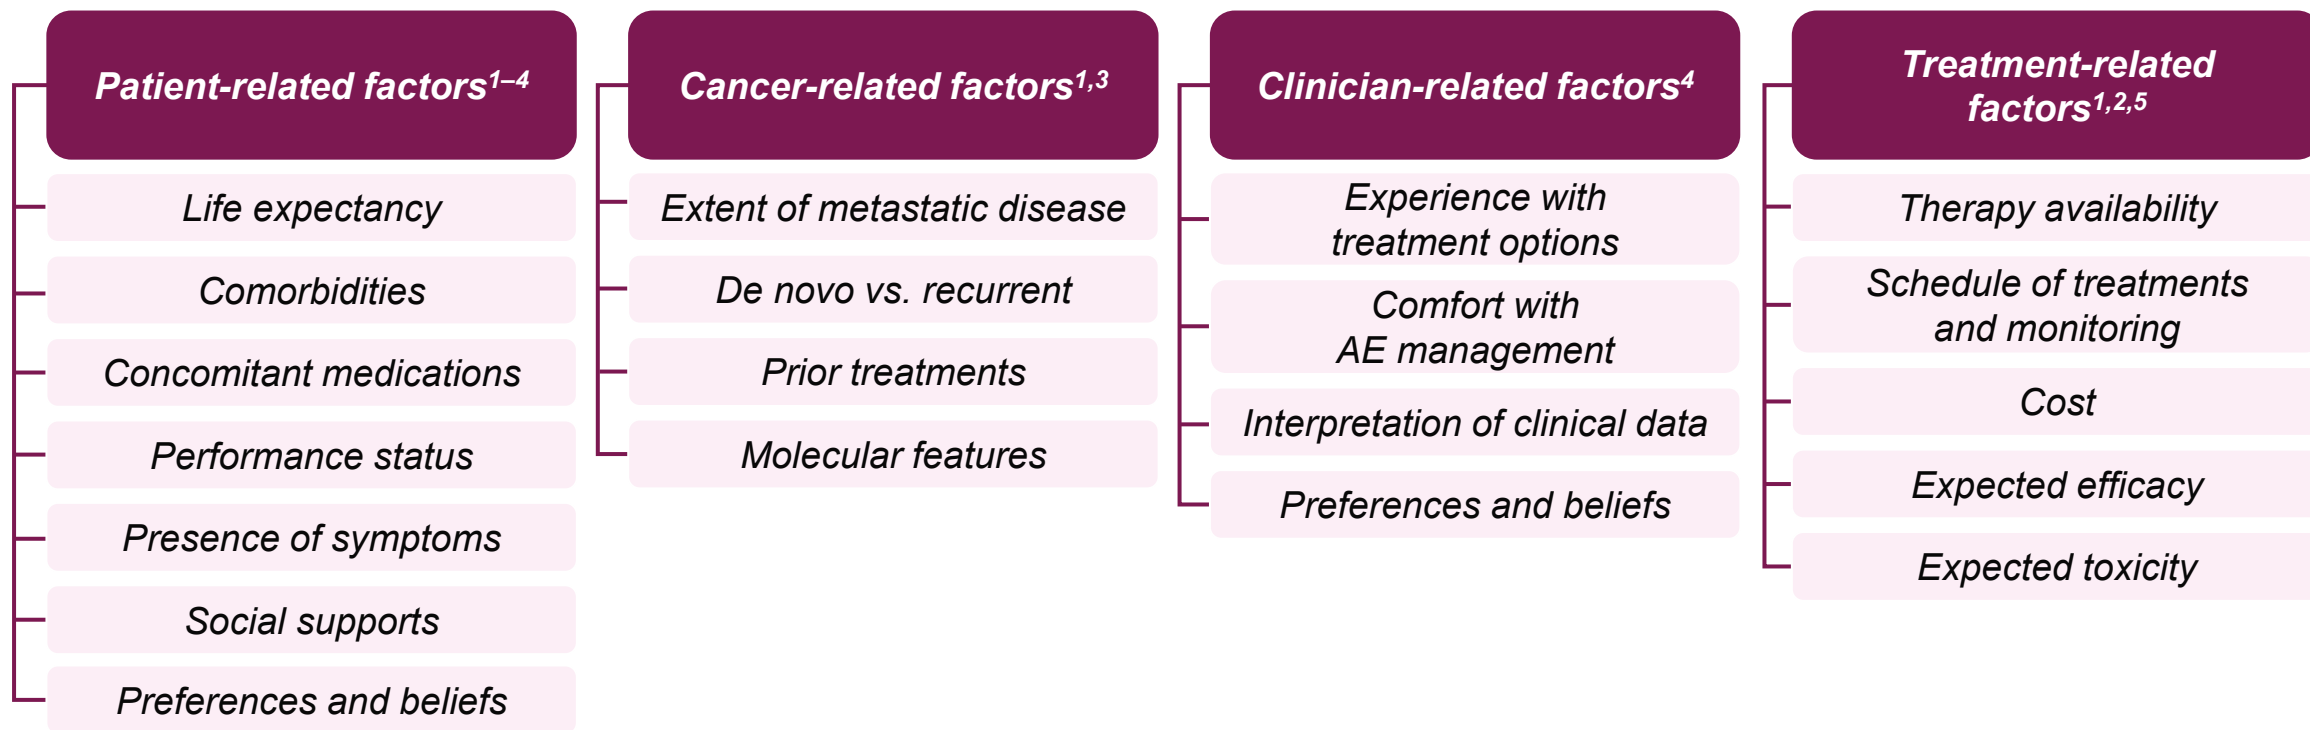 Patient-related factors1–4
Life expectancy
Comorbidities
Concomitant medications
Performance status
Presence of symptoms
Social supports
Preferences and beliefs
Cancer-related factors1,3
Extent of metastatic disease
De novo vs. recurrent
Prior treatments
Molecular features
Clinician-related factors4
Experience with
treatment options
Comfort with
AE management
Interpretation of clinical data
Preferences and beliefs
Treatment-related
factors1,2,5
Therapy availability
Schedule of treatments
and monitoring
Cost
Expected efficacy
Expected toxicity